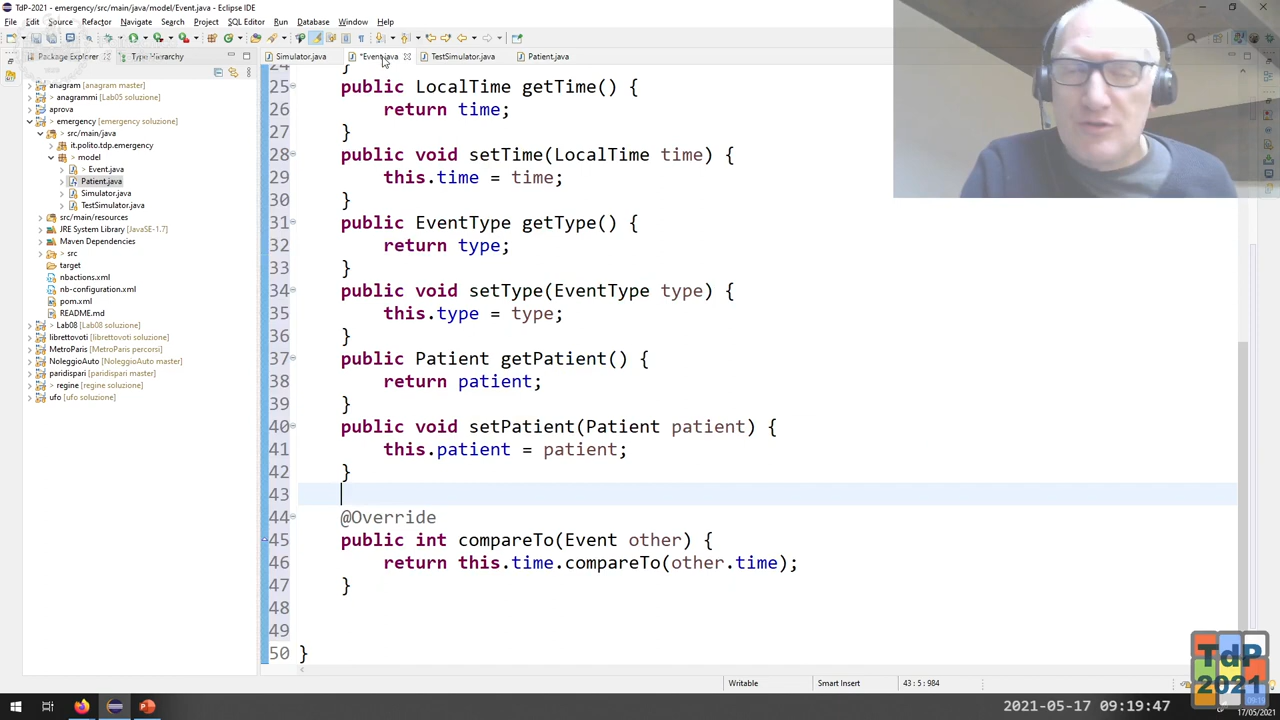 TdP-2021 - emergency/src/main/java/model/Event.java - Eclipse IDE
File Edit Source Refactor Navigate Search Project SQL Editor Run Database Window Help
Package Explorer Type Hierarchy
Simulator.java *Event.java TestSimulator.java Patient.java
anagram [anagram master]
> anagrammi [Lab05 soluzione]
aprova
> emergency [emergency soluzione]
> src/main/java
> it.polito.tdp.emergency
> model
> Event.java
Patient.java
Simulator.java
TestSimulator.java
src/main/resources
JRE System Library [JavaSE-1.7]
Maven Dependencies
> src
target
nbactions.xml
nb-configuration.xml
pom.xml
README.md
> Lab08 [Lab08 soluzione]
librettovoti [librettovoti soluzione]
MetroParis [MetroParis percorsi]
NoleggioAuto [NoleggioAuto master]
paridispari [paridispari master]
> regine [regine soluzione]
ufo [ufo soluzione]
24 }
25 public LocalTime getTime() {
26 return time;
27 }
28 public void setTime(LocalTime time) {
29 this.time = time;
30 }
31 public EventType getType() {
32 return type;
33 }
34 public void setType(EventType type) {
35 this.type = type;
36 }
37 public Patient getPatient() {
38 return patient;
39 }
40 public void setPatient(Patient patient) {
41 this.patient = patient;
42 }
43
44 @Override
45 public int compareTo(Event other) {
46 return this.time.compareTo(other.time);
47 }
48
49
50 }
Writable Smart Insert 43 : 5 : 984
TdP
2021
2021-05-17 09:19:47
09:19
17/05/2021